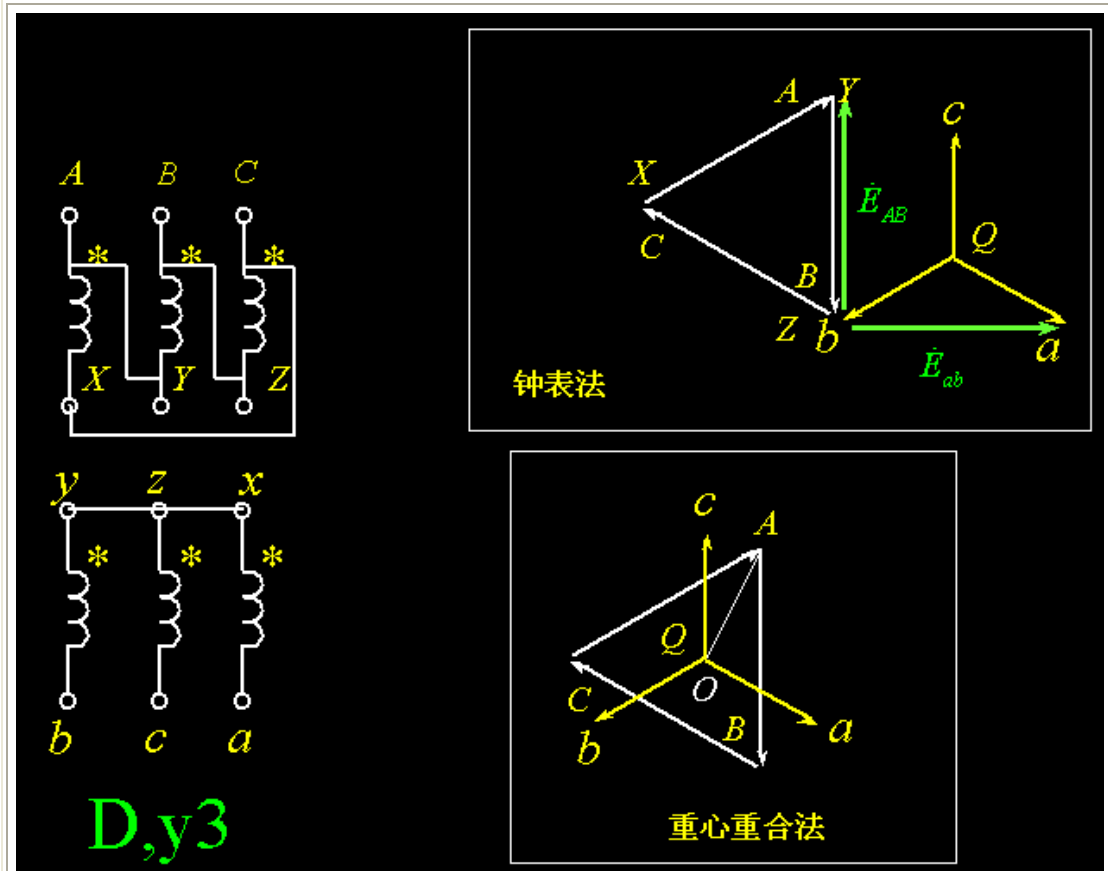 A B C
* * *
X Y Z
y z x
* * *
b c a
D,y3
A Y
X
C
B
Z b
Ė_AB
c
Q
a
Ė_ab
钟表法
c
A
Q
O
C
b
B
a
重心重合法